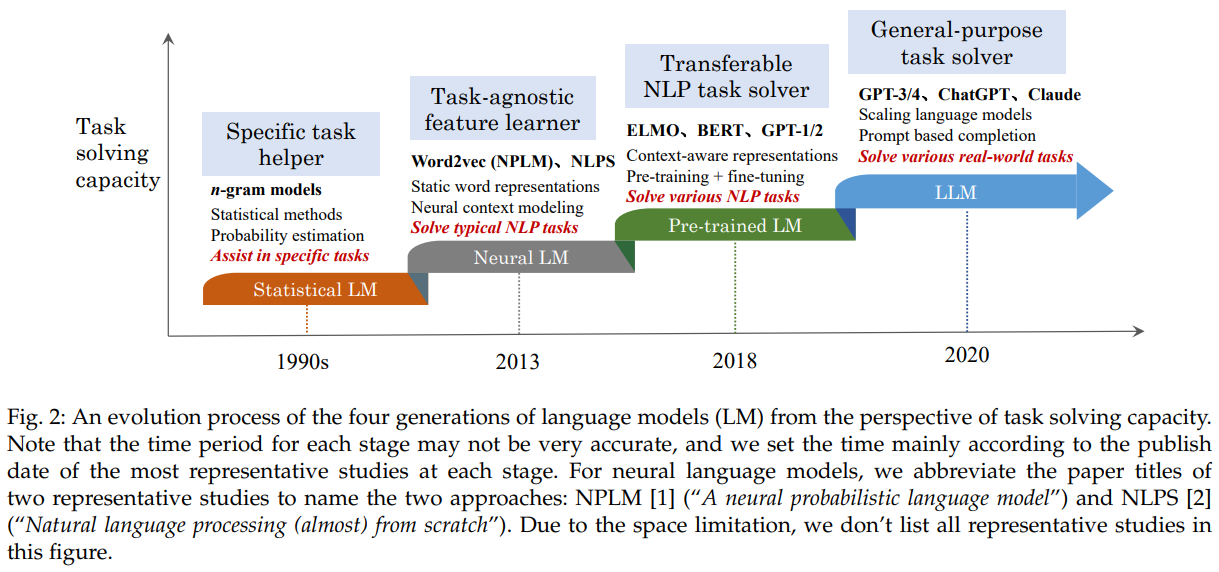 Task
solving
capacity
Specific task
helper
n-gram models
Statistical methods
Probability estimation
Assist in specific tasks
Statistical LM
1990s
Task-agnostic
feature learner
Word2vec (NPLM)、NLPS
Static word representations
Neural context modeling
Solve typical NLP tasks
Neural LM
2013
Transferable
NLP task solver
ELMO、BERT、GPT-1/2
Context-aware representations
Pre-training + fine-tuning
Solve various NLP tasks
Pre-trained LM
2018
General-purpose
task solver
GPT-3/4、ChatGPT、Claude
Scaling language models
Prompt based completion
Solve various real-world tasks
LLM
2020
Fig. 2: An evolution process of the four generations of language models (LM) from the perspective of task solving capacity.
Note that the time period for each stage may not be very accurate, and we set the time mainly according to the publish
date of the most representative studies at each stage. For neural language models, we abbreviate the paper titles of
two representative studies to name the two approaches: NPLM [1] (“A neural probabilistic language model”) and NLPS [2]
(“Natural language processing (almost) from scratch”). Due to the space limitation, we don’t list all representative studies in
this figure.